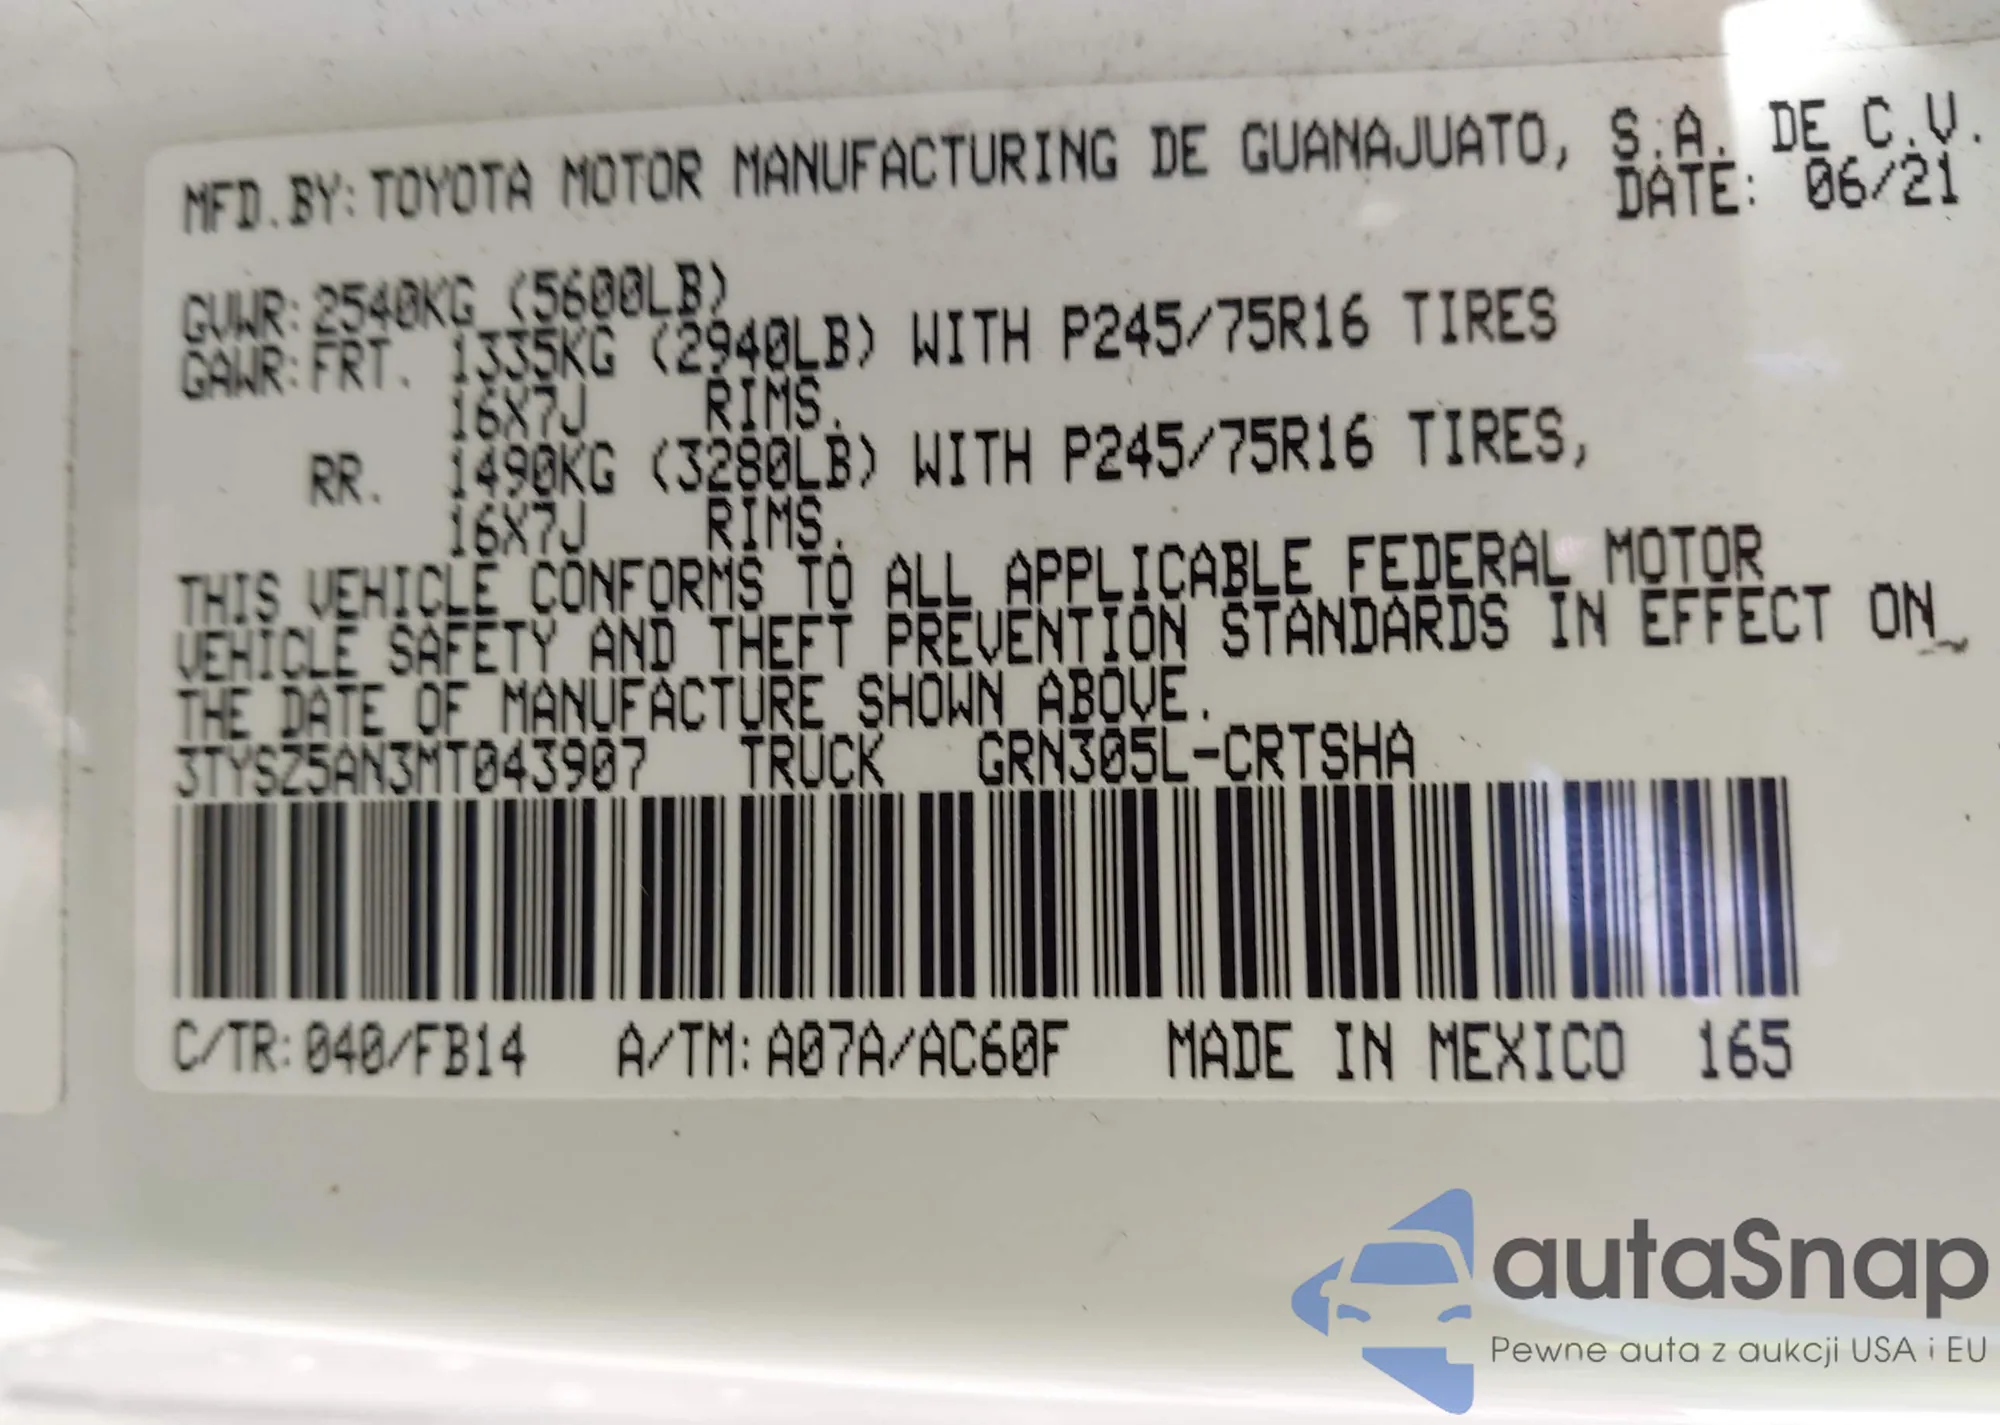 MFD.BY: TOYOTA MOTOR MANUFACTURING DE GUANAJUATO, S.A. DE C.V.
DATE: 06/21
GVWR: 2540KG (5600LB)
GAWR: FRT. 1335KG (2940LB) WITH P245/75R16 TIRES
16X7J RIMS.
RR. 1490KG (3280LB) WITH P245/75R16 TIRES,
16X7J RIMS.
THIS VEHICLE CONFORMS TO ALL APPLICABLE FEDERAL MOTOR
VEHICLE SAFETY AND THEFT PREVENTION STANDARDS IN EFFECT ON
THE DATE OF MANUFACTURE SHOWN ABOVE.
3TYSZ5AN3MT043907 TRUCK GRN305L-CRTSHA
C/TR: 040/FB14 A/TM: A07A/AC60F MADE IN MEXICO 165
autaSnap
Pewne auta z aukcji USA i EU